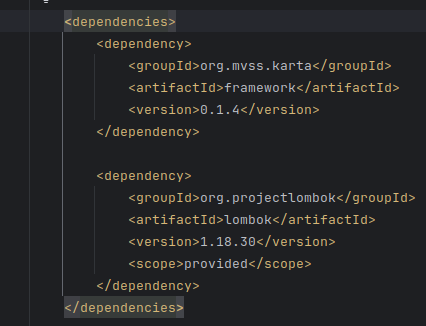 <dependencies>
<dependency>
<groupId>org.mvss.karta</groupId>
<artifactId>framework</artifactId>
<version>0.1.4</version>
</dependency>
<dependency>
<groupId>org.projectlombok</groupId>
<artifactId>lombok</artifactId>
<version>1.18.30</version>
<scope>provided</scope>
</dependency>
</dependencies>